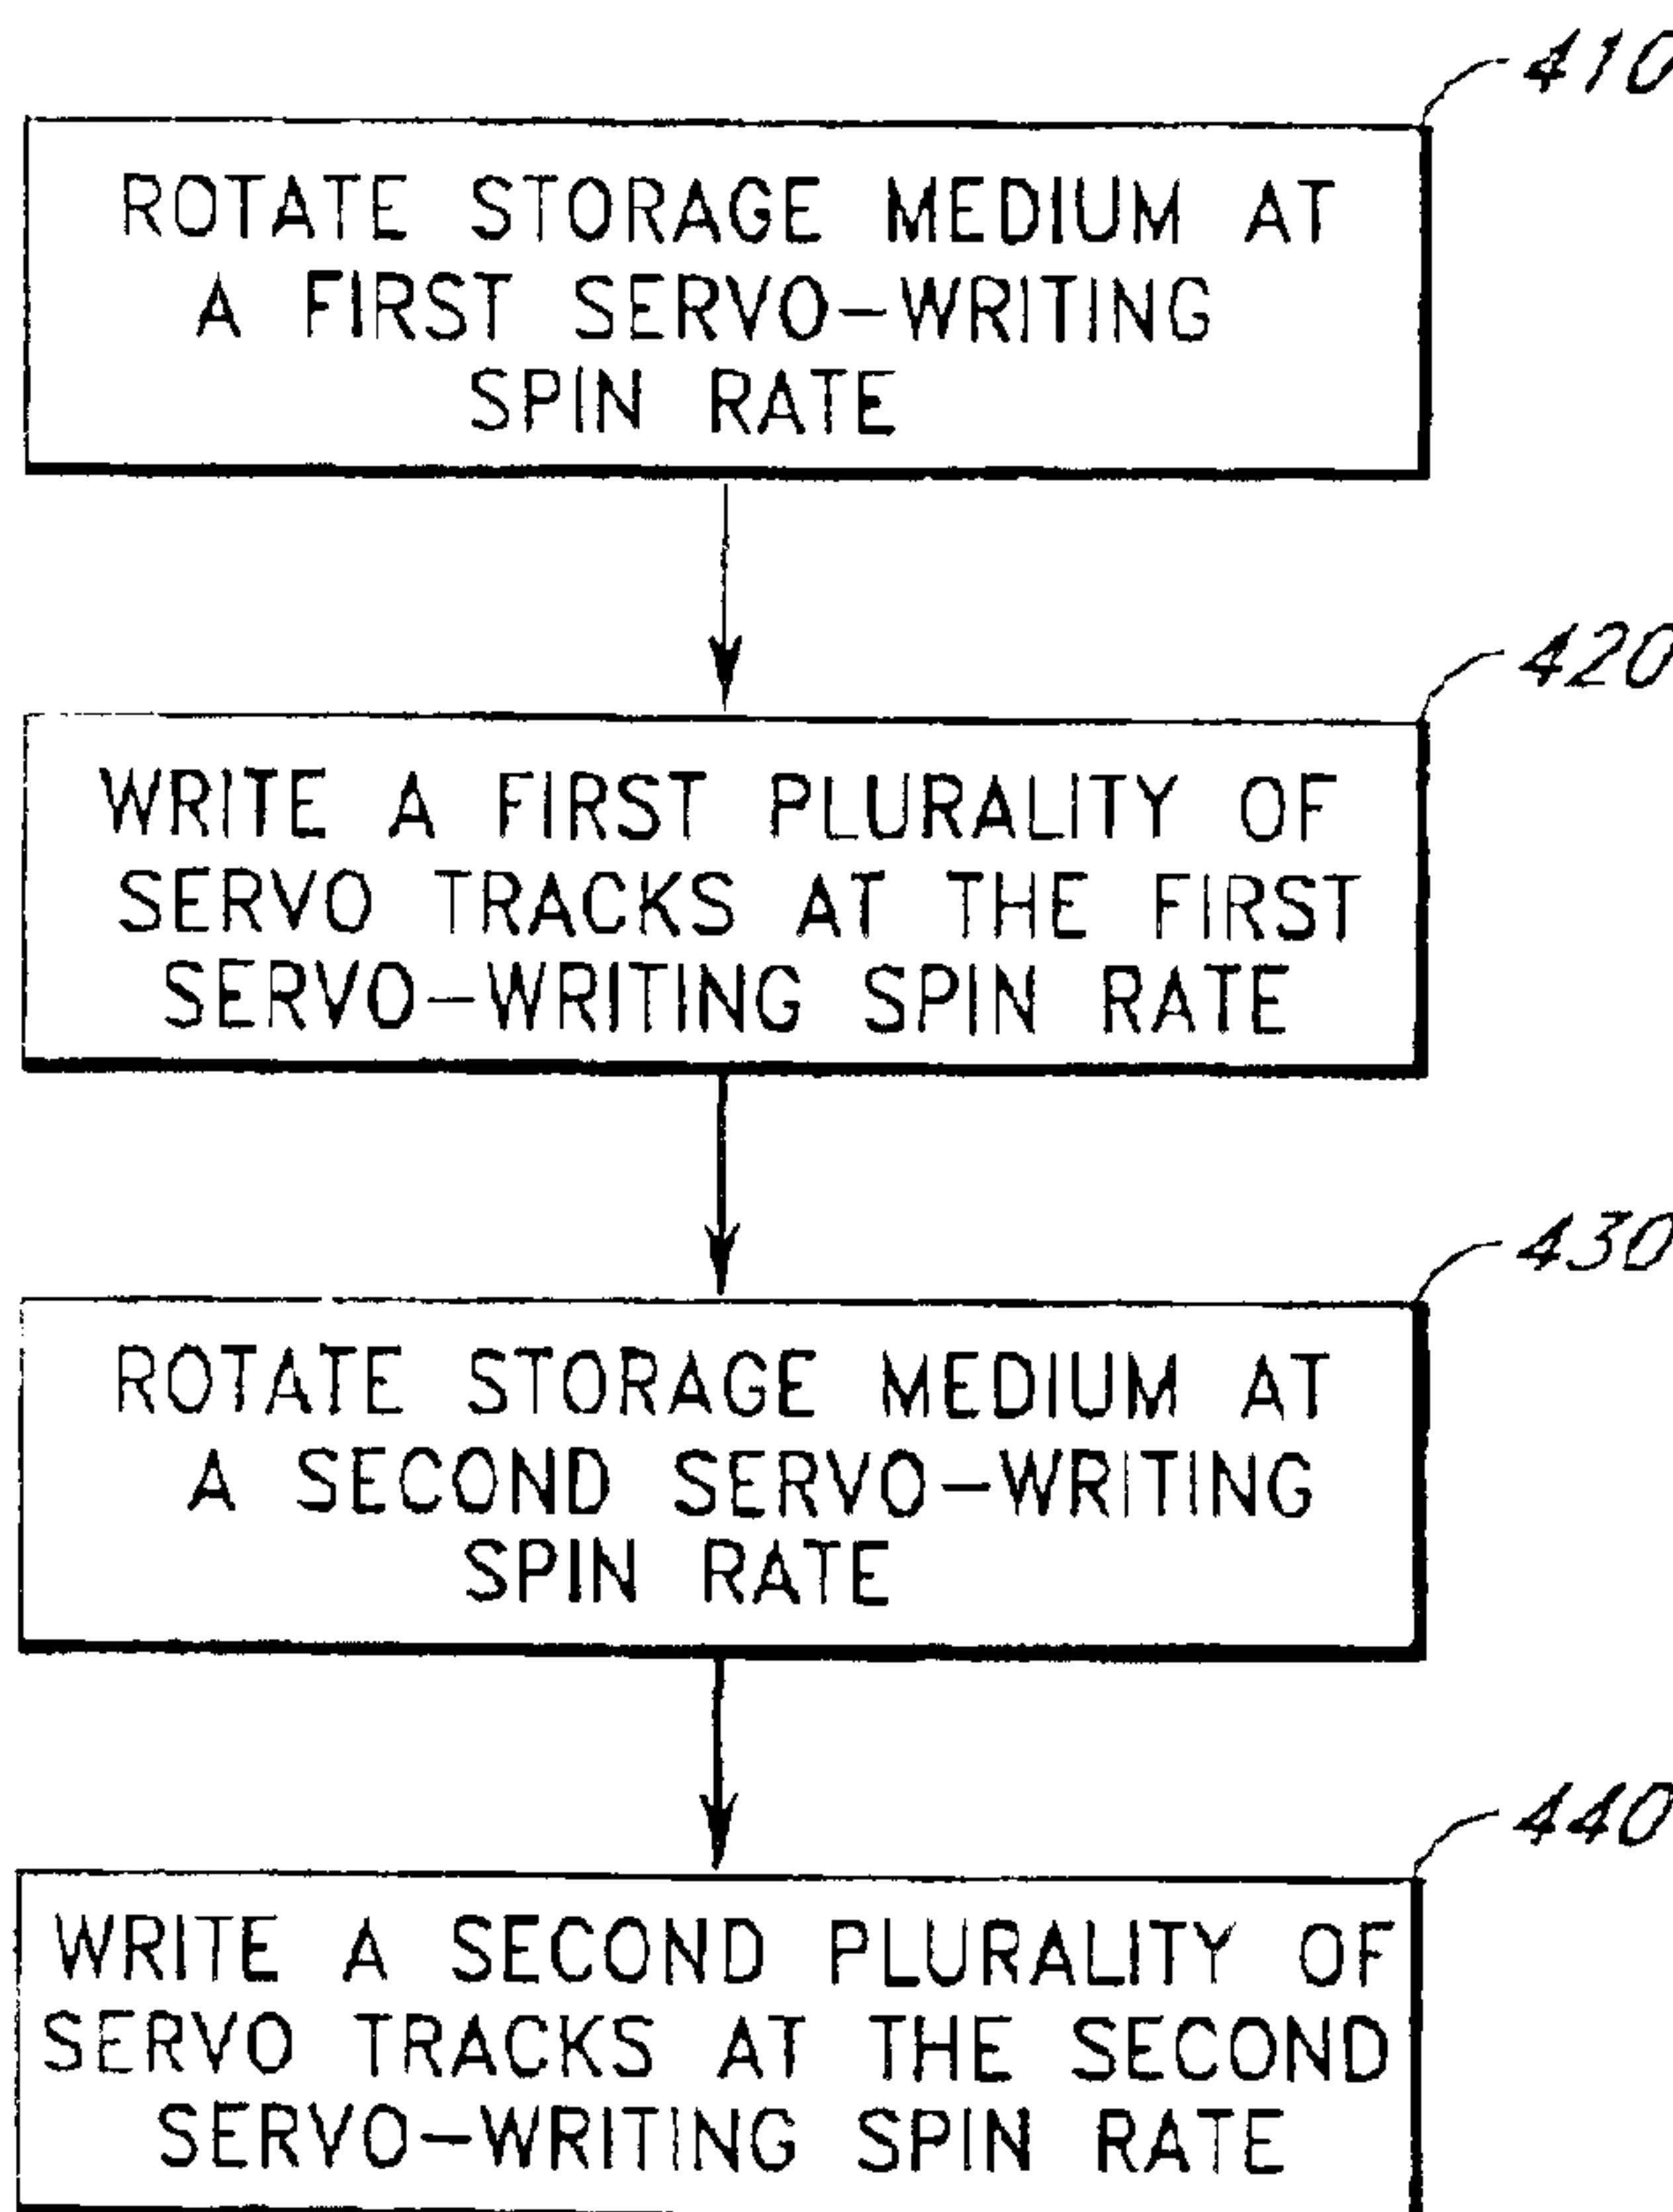 410
ROTATE STORAGE MEDIUM AT
A FIRST SERVO-WRITING
SPIN RATE
420
WRITE A FIRST PLURALITY OF
SERVO TRACKS AT THE FIRST
SERVO-WRITING SPIN RATE
430
ROTATE STORAGE MEDIUM AT
A SECOND SERVO-WRITING
SPIN RATE
440
WRITE A SECOND PLURALITY OF
SERVO TRACKS AT THE SECOND
SERVO-WRITING SPIN RATE